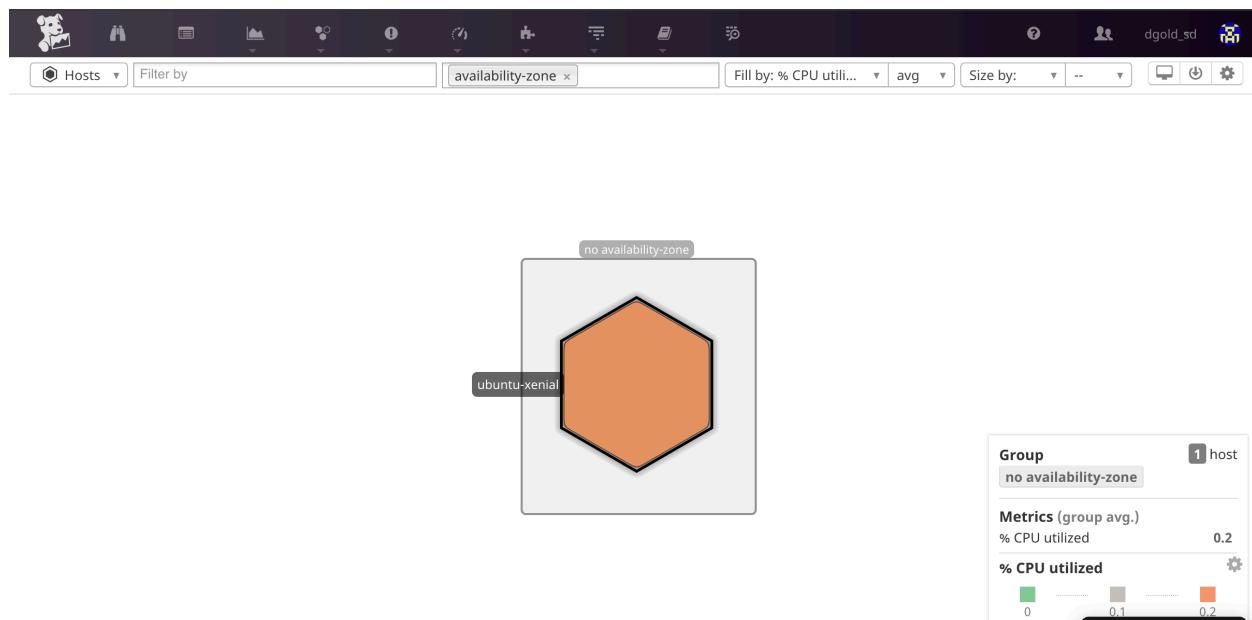 dgold_sd
Hosts
Filter by
availability-zone ×
Fill by: % CPU utili...
avg
Size by:
--
no availability-zone
ubuntu-xenial
Group
1 host
no availability-zone
Metrics (group avg.)
% CPU utilized 0.2
% CPU utilized
0 0.1 0.2